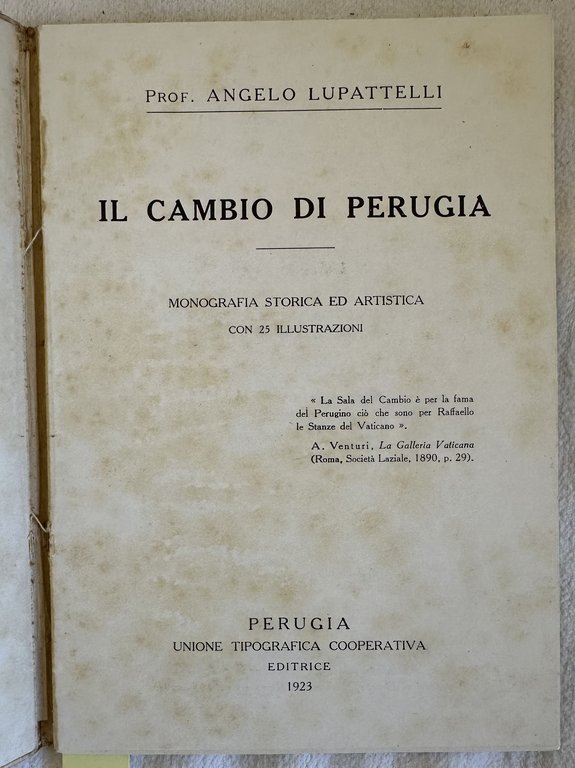 Prof. ANGELO LUPATTELLI
IL CAMBIO DI PERUGIA
MONOGRAFIA STORICA ED ARTISTICA
CON 25 ILLUSTRAZIONI
« La Sala del Cambio è per la fama
del Perugino ciò che sono per Raffaello
le Stanze del Vaticano ».
A. Venturi, La Galleria Vaticana
(Roma, Società Laziale, 1890, p. 29).
PERUGIA
UNIONE TIPOGRAFICA COOPERATIVA
EDITRICE
1923